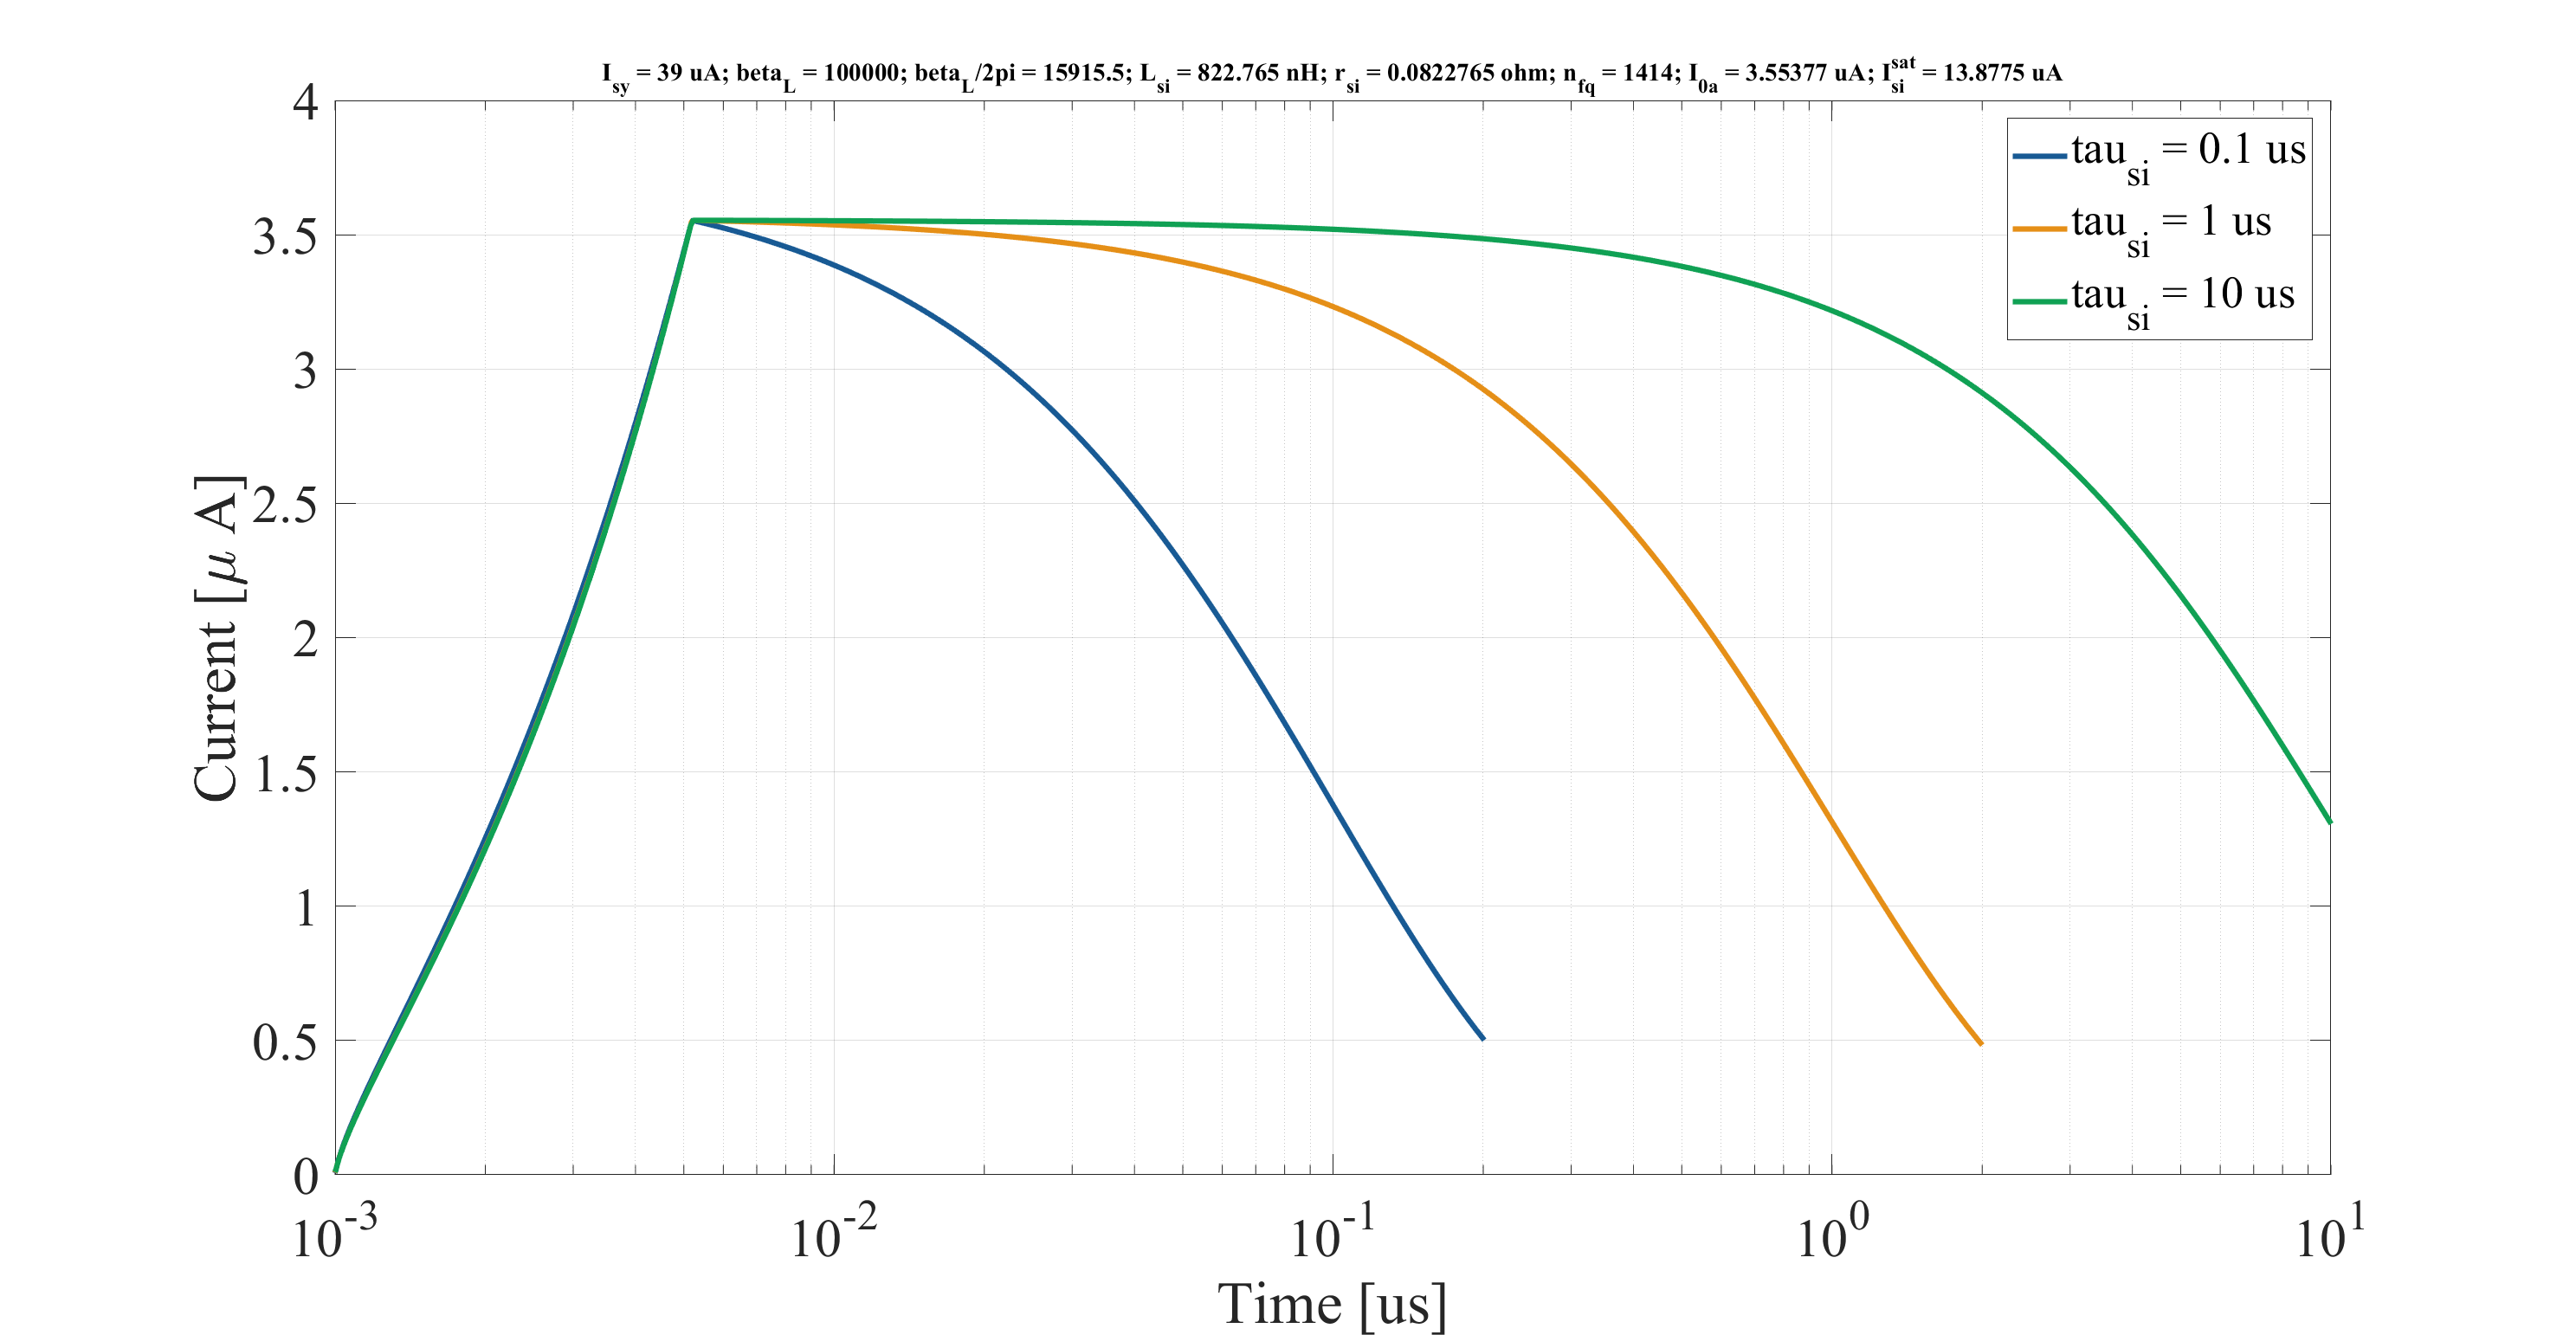 I_sy = 39 uA; beta_L = 100000; beta_L/2pi = 15915.5; L_si = 822.765 nH; r_si = 0.0822765 ohm; n_fq = 1414; I_0a = 3.55377 uA; I_si^sat = 13.8775 uA
tau_si = 0.1 us
tau_si = 1 us
tau_si = 10 us
4
3.5
3
2.5
2
1.5
1
0.5
0
Current [μ A]
10^-3 10^-2 10^-1 10^0 10^1
Time [us]